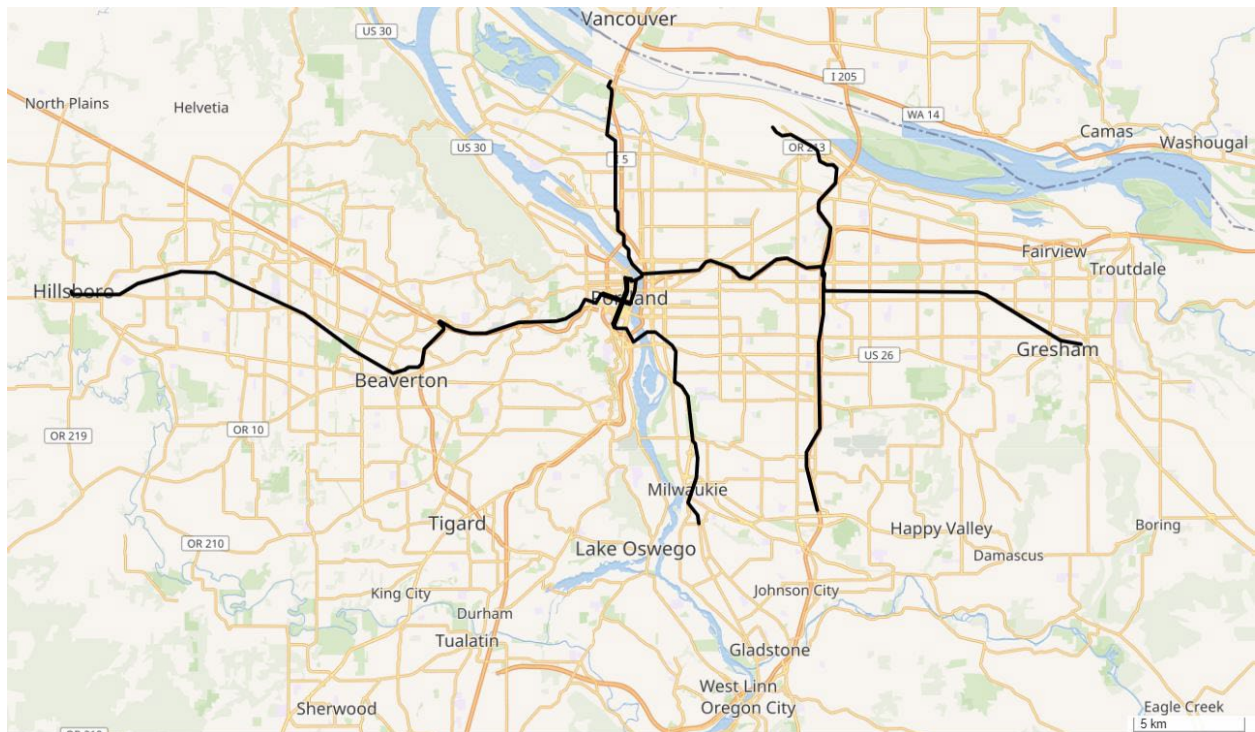 Vancouver
US 30
I 205
North Plains
Helvetia
WA 14
Camas
Washougal
US 30
OR 213
I 5
Fairview
Troutdale
Hillsboro
Portland
US 26
Gresham
Beaverton
OR 219
OR 10
Milwaukie
Tigard
Happy Valley
Boring
OR 210
Lake Oswego
Damascus
King City
Johnson City
Durham
Tualatin
Gladstone
West Linn
Sherwood
Oregon City
Eagle Creek
5 km